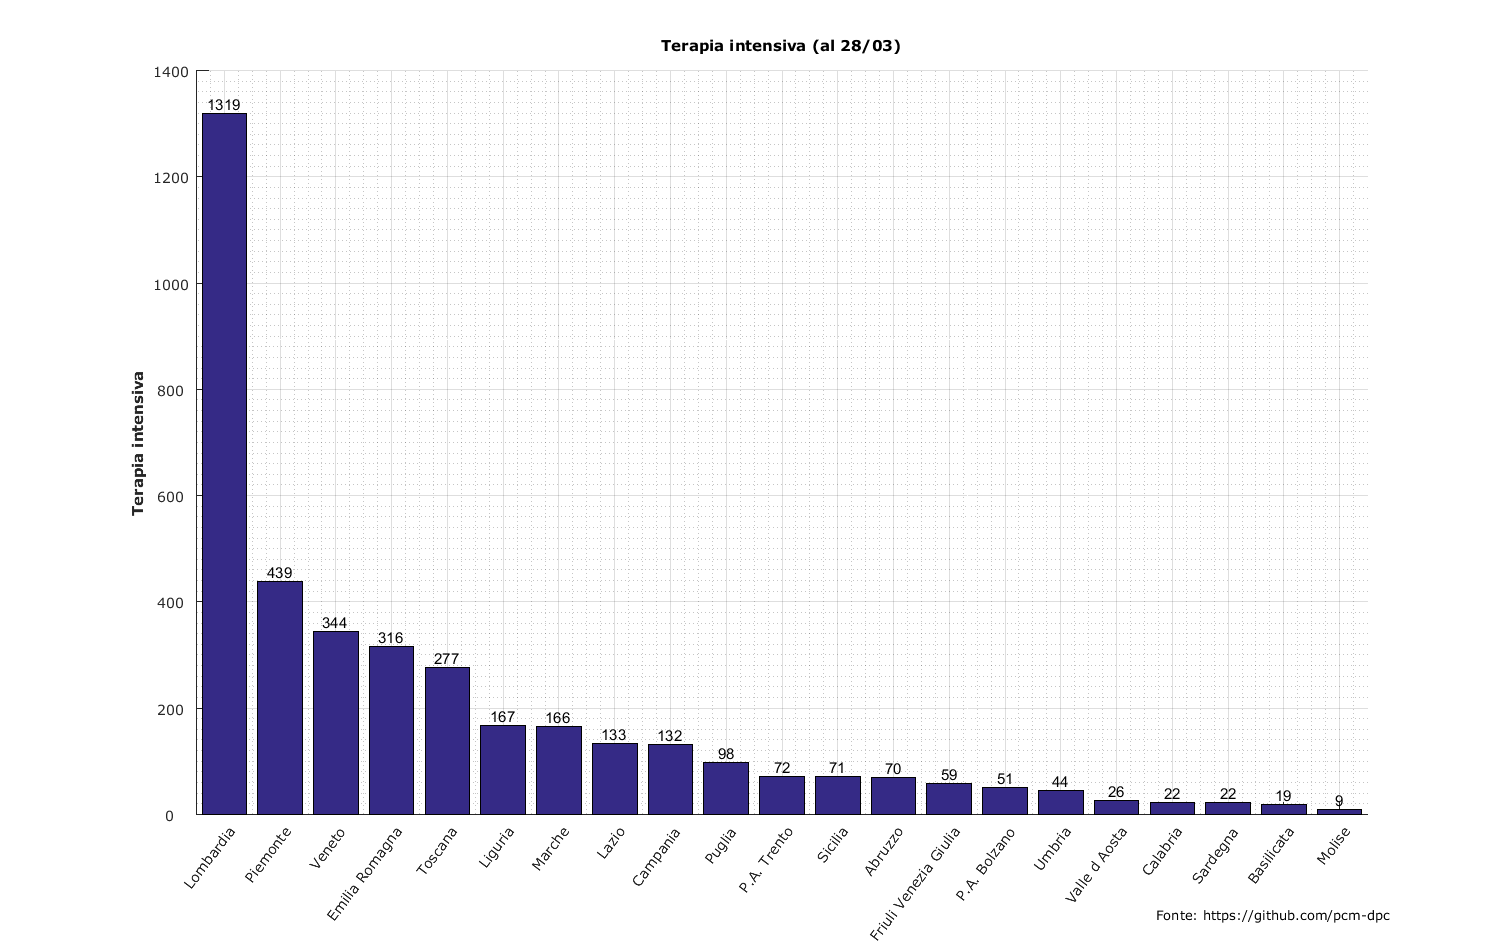 Terapia intensiva (al 28/03)
Terapia intensiva
1400
1200
1000
800
600
400
200
0
1319
439
344
316
277
167
166
133
132
98
72
71
70
59
51
44
26
22
22
19
9
Lombardia
Piemonte
Veneto
Emilia Romagna
Toscana
Liguria
Marche
Lazio
Campania
Puglia
P.A. Trento
Sicilia
Abruzzo
Friuli Venezia Giulia
P.A. Bolzano
Umbria
Valle d Aosta
Calabria
Sardegna
Basilicata
Molise
Fonte: https://github.com/pcm-dpc